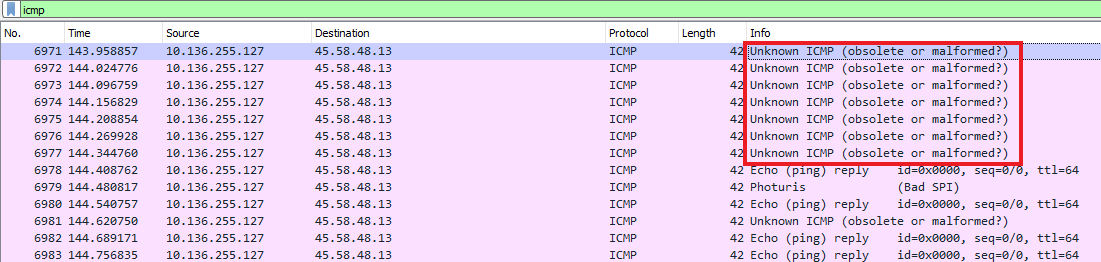 icmp
No. Time Source Destination Protocol Length Info
6971 143.958857 10.136.255.127 45.58.48.13 ICMP 42 Unknown ICMP (obsolete or malformed?)
6972 144.024776 10.136.255.127 45.58.48.13 ICMP 42 Unknown ICMP (obsolete or malformed?)
6973 144.096759 10.136.255.127 45.58.48.13 ICMP 42 Unknown ICMP (obsolete or malformed?)
6974 144.156829 10.136.255.127 45.58.48.13 ICMP 42 Unknown ICMP (obsolete or malformed?)
6975 144.208854 10.136.255.127 45.58.48.13 ICMP 42 Unknown ICMP (obsolete or malformed?)
6976 144.269928 10.136.255.127 45.58.48.13 ICMP 42 Unknown ICMP (obsolete or malformed?)
6977 144.344760 10.136.255.127 45.58.48.13 ICMP 42 Unknown ICMP (obsolete or malformed?)
6978 144.408762 10.136.255.127 45.58.48.13 ICMP 42 Echo (ping) reply id=0x0000, seq=0/0, ttl=64
6979 144.480817 10.136.255.127 45.58.48.13 ICMP 42 Photuris (Bad SPI)
6980 144.540757 10.136.255.127 45.58.48.13 ICMP 42 Echo (ping) reply id=0x0000, seq=0/0, ttl=64
6981 144.620750 10.136.255.127 45.58.48.13 ICMP 42 Unknown ICMP (obsolete or malformed?)
6982 144.689171 10.136.255.127 45.58.48.13 ICMP 42 Echo (ping) reply id=0x0000, seq=0/0, ttl=64
6983 144.756835 10.136.255.127 45.58.48.13 ICMP 42 Echo (ping) reply id=0x0000, seq=0/0, ttl=64